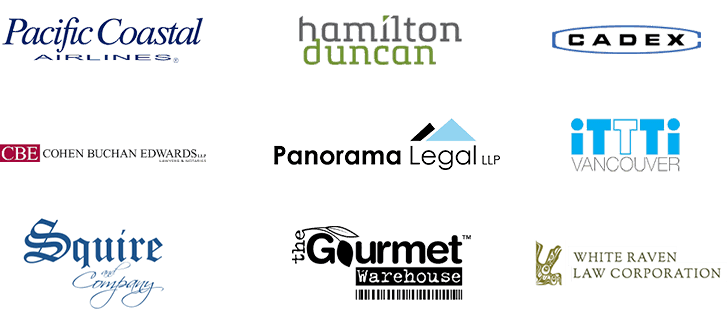 Pacific Coastal
AIRLINES®
hamilton
duncan
CADEX
CBE COHEN BUCHAN EDWARDS LLP
LAWYERS & NOTARIES
Panorama Legal LLP
iTTTi
VANCOUVER
Squire
and
Company
the Gourmet™
Warehouse
WHITE RAVEN
LAW CORPORATION